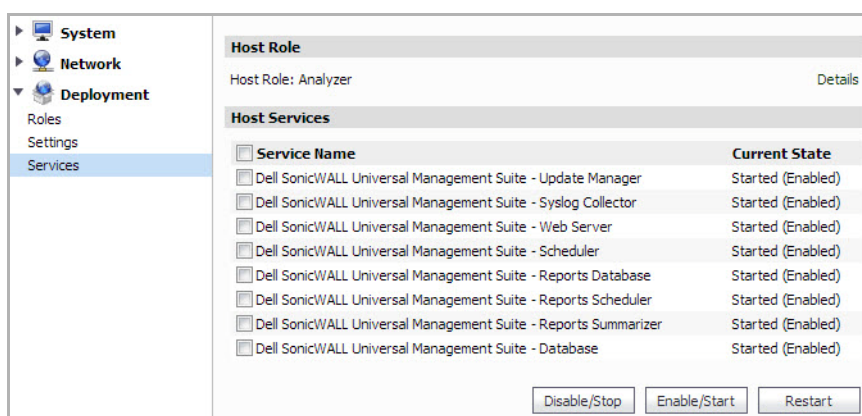 System
Network
Deployment
Roles
Settings
Services
Host Role
Host Role: Analyzer Details
Host Services
Service Name Current State
Dell SonicWALL Universal Management Suite - Update Manager Started (Enabled)
Dell SonicWALL Universal Management Suite - Syslog Collector Started (Enabled)
Dell SonicWALL Universal Management Suite - Web Server Started (Enabled)
Dell SonicWALL Universal Management Suite - Scheduler Started (Enabled)
Dell SonicWALL Universal Management Suite - Reports Database Started (Enabled)
Dell SonicWALL Universal Management Suite - Reports Scheduler Started (Enabled)
Dell SonicWALL Universal Management Suite - Reports Summarizer Started (Enabled)
Dell SonicWALL Universal Management Suite - Database Started (Enabled)
Disable/Stop Enable/Start Restart